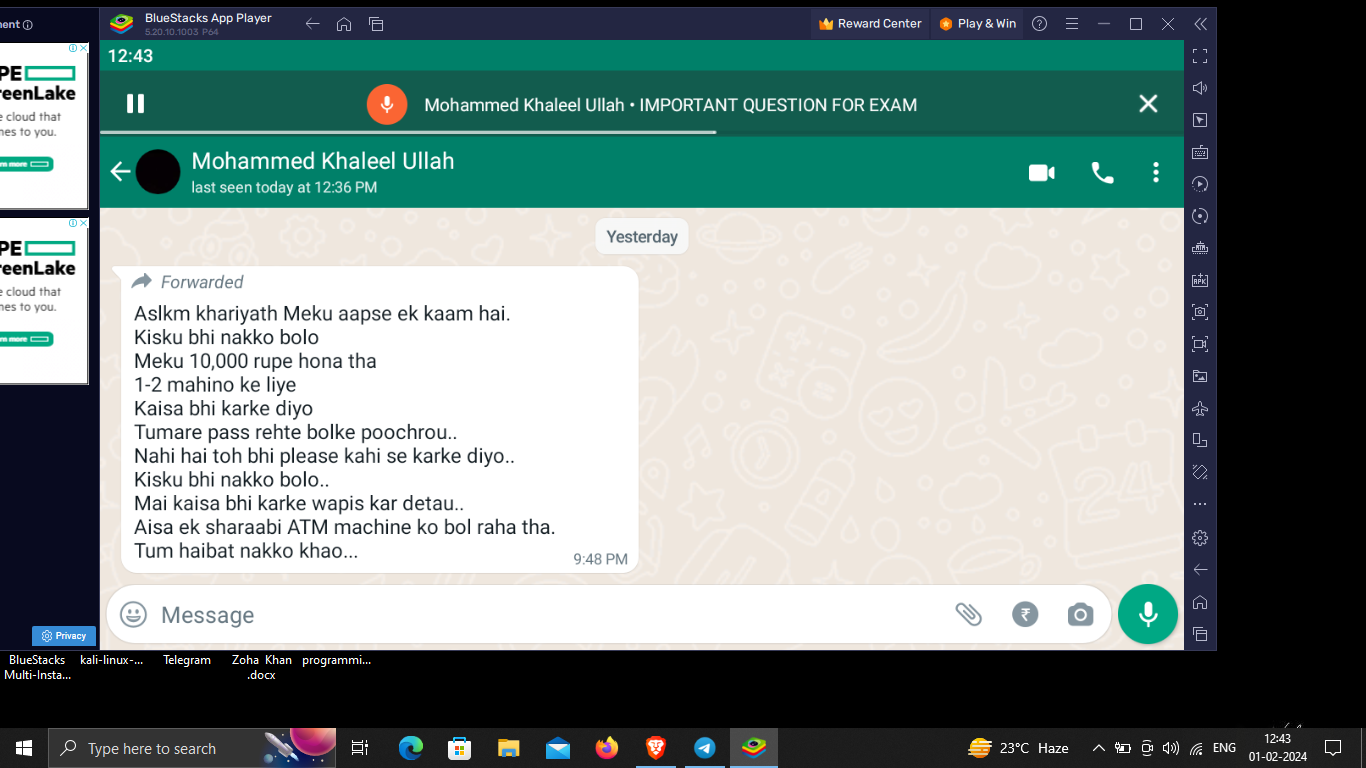 ment
BlueStacks App Player
5.20.10.1003 P64
Reward Center
Play & Win
12:43
Mohammed Khaleel Ullah • IMPORTANT QUESTION FOR EXAM
Mohammed Khaleel Ullah
last seen today at 12:36 PM
Yesterday
Forwarded
Aslkm khariyath Meku aapse ek kaam hai.
Kisku bhi nakko bolo
Meku 10,000 rupe hona tha
1-2 mahino ke liye
Kaisa bhi karke diyo
Tumare pass rehte bolke poochrou..
Nahi hai toh bhi please kahi se karke diyo..
Kisku bhi nakko bolo..
Mai kaisa bhi karke wapis kar detau..
Aisa ek sharaabi ATM machine ko bol raha tha.
Tum haibat nakko khao...
9:48 PM
Message
PE
reenLake
e cloud that
mes to you.
rn more
PE
reenLake
e cloud that
mes to you.
rn more
Privacy
24
RPK
BlueStacks
Multi-Insta...
kali-linux-...
Telegram
Zoha Khan
.docx
programmi...
Type here to search
23°C Haze
ENG
12:43
01-02-2024